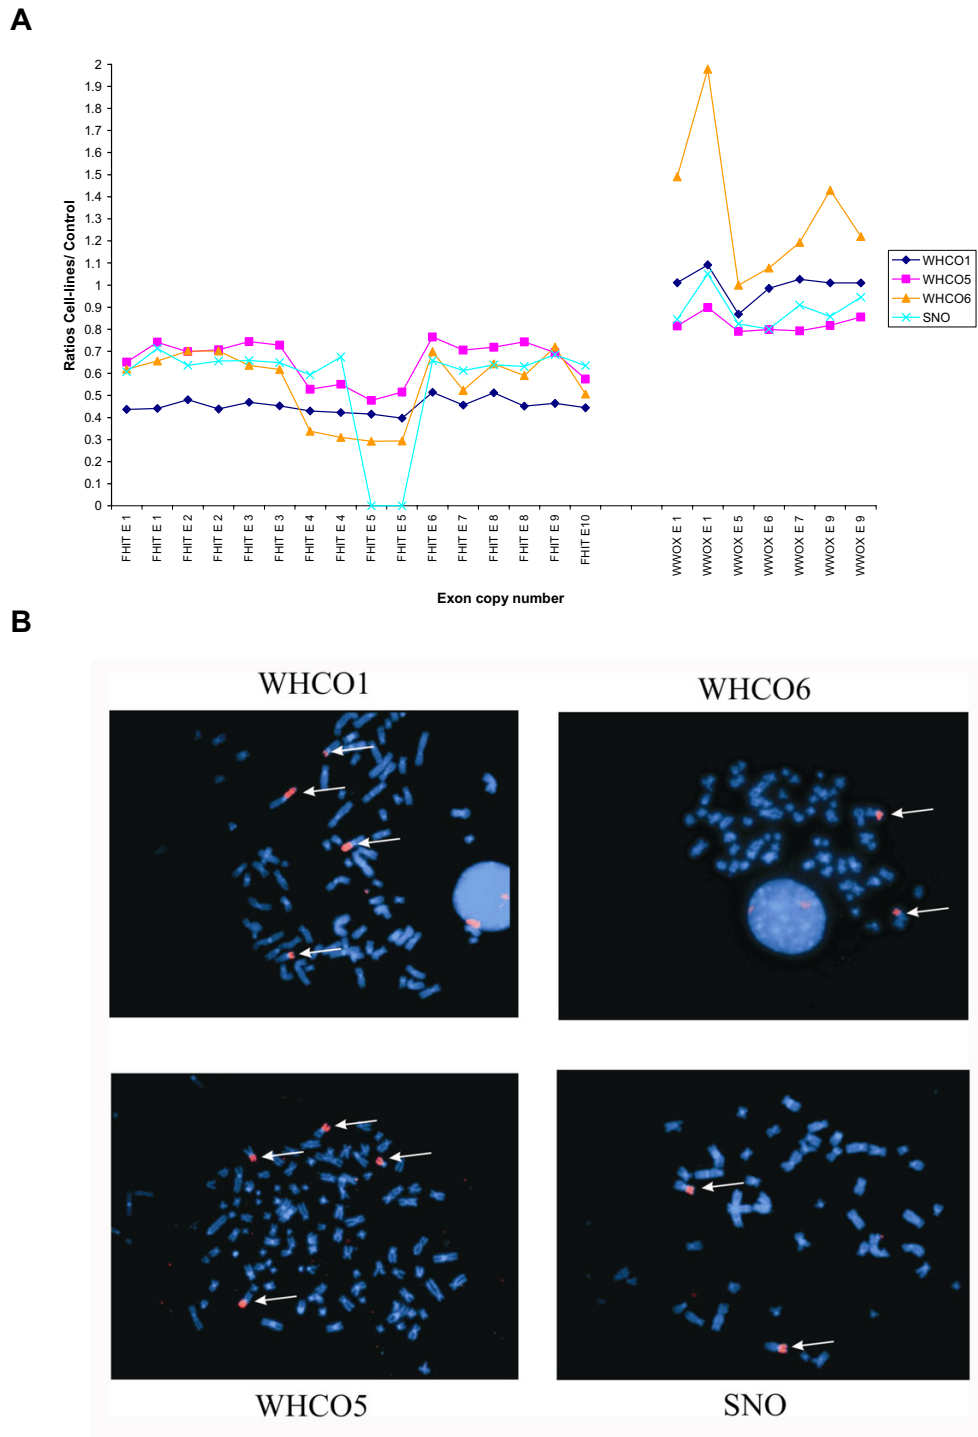 A
2
1.9
1.8
1.7
1.6
1.5
1.4
1.3
1.2
1.1
1
0.9
0.8
0.7
0.6
0.5
0.4
0.3
0.2
0.1
0
Ratios Cell-lines/ Control
FHIT E 1
FHIT E 1
FHIT E 2
FHIT E 2
FHIT E 3
FHIT E 3
FHIT E 4
FHIT E 4
FHIT E 5
FHIT E 5
FHIT E 6
FHIT E 7
FHIT E 8
FHIT E 8
FHIT E 9
FHIT E10
WWOX E 1
WWOX E 1
WWOX E 5
WWOX E 6
WWOX E 7
WWOX E 9
WWOX E 9
Exon copy number
WHCO1
WHCO5
WHCO6
SNO
B
WHCO1
WHCO6
WHCO5
SNO